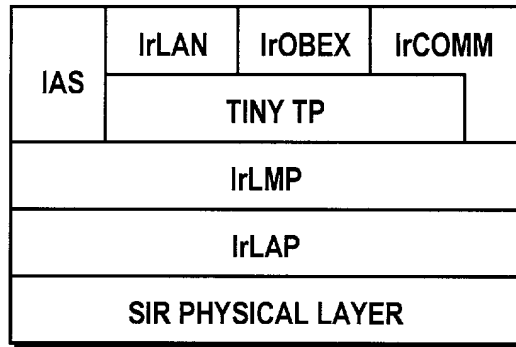 IrLAN IrOBEX IrCOMM
IAS
TINY TP
IrLMP
IrLAP
SIR PHYSICAL LAYER